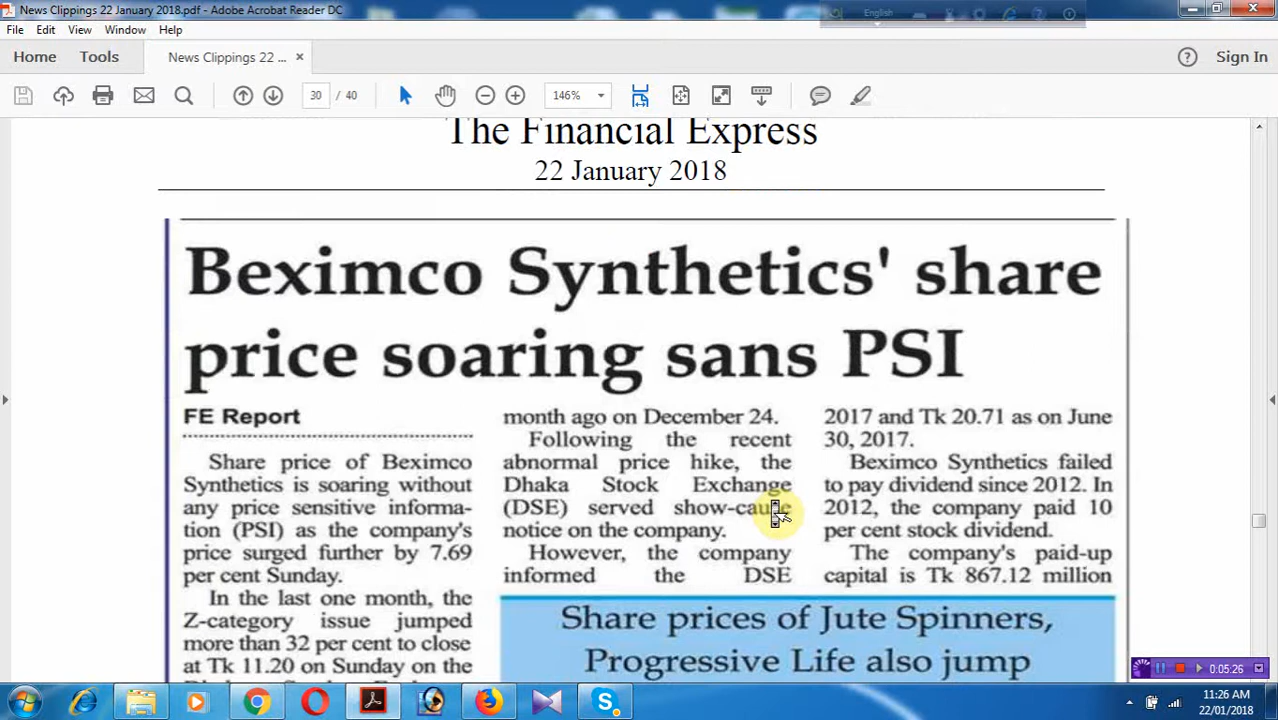 News Clippings 22 January 2018.pdf - Adobe Acrobat Reader DC
English
File Edit View Window Help
Home Tools News Clippings 22 ... × Sign In
30 / 40 146%
The Financial Express
22 January 2018
Beximco Synthetics' share
price soaring sans PSI
FE Report
Share price of Beximco
Synthetics is soaring without
any price sensitive informa-
tion (PSI) as the company's
price surged further by 7.69
per cent Sunday.
In the last one month, the
Z-category issue jumped
more than 32 per cent to close
at Tk 11.20 on Sunday on the
month ago on December 24.
Following the recent
abnormal price hike, the
Dhaka Stock Exchange
(DSE) served show-cause
notice on the company.
However, the company
informed the DSE
2017 and Tk 20.71 as on June
30, 2017.
Beximco Synthetics failed
to pay dividend since 2012. In
2012, the company paid 10
per cent stock dividend.
The company's paid-up
capital is Tk 867.12 million
Share prices of Jute Spinners,
Progressive Life also jump
0:05:26
11:26 AM
22/01/2018